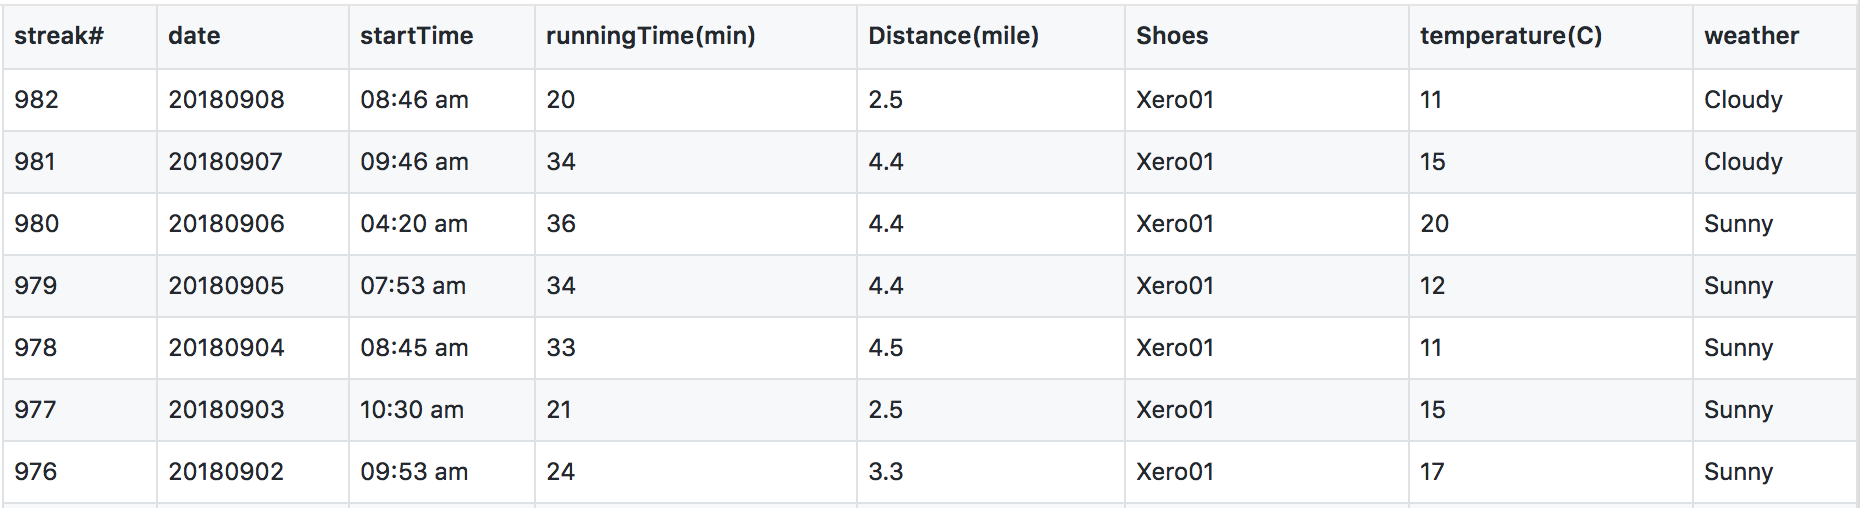 streak# date startTime runningTime(min) Distance(mile) Shoes temperature(C) weather
982 20180908 08:46 am 20 2.5 Xero01 11 Cloudy
981 20180907 09:46 am 34 4.4 Xero01 15 Cloudy
980 20180906 04:20 am 36 4.4 Xero01 20 Sunny
979 20180905 07:53 am 34 4.4 Xero01 12 Sunny
978 20180904 08:45 am 33 4.5 Xero01 11 Sunny
977 20180903 10:30 am 21 2.5 Xero01 15 Sunny
976 20180902 09:53 am 24 3.3 Xero01 17 Sunny